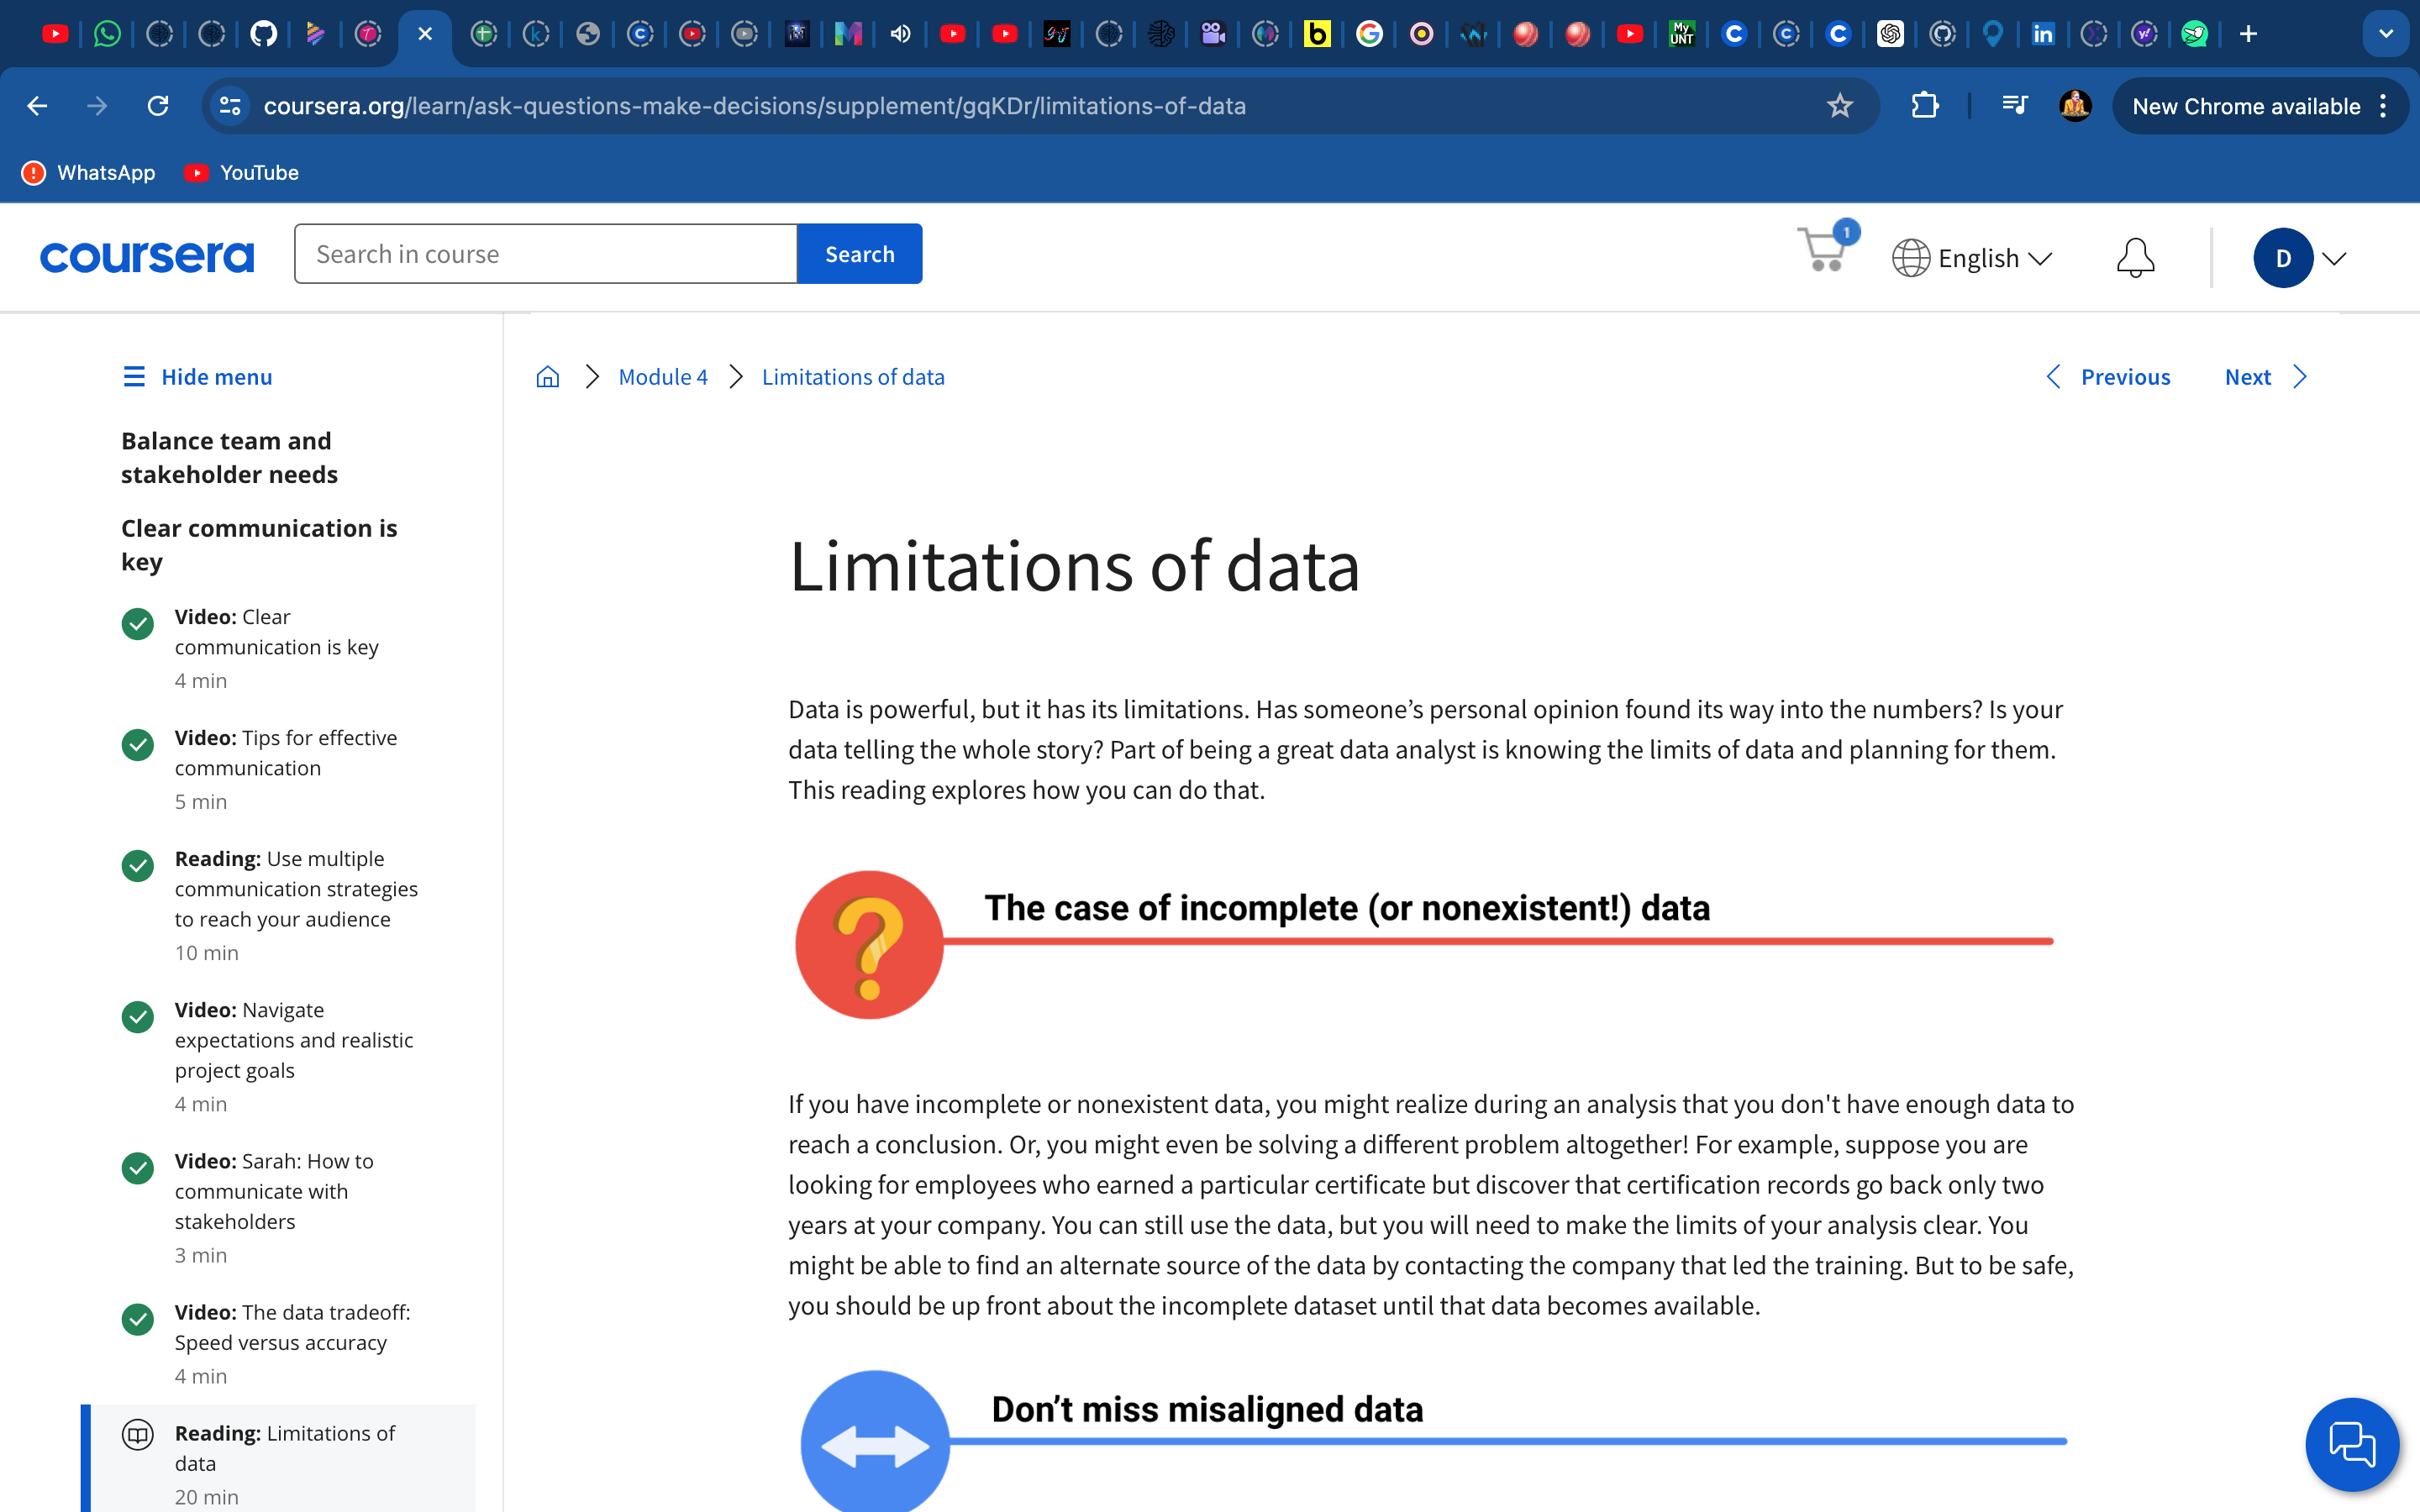 coursera.org/learn/ask-questions-make-decisions/supplement/gqKDr/limitations-of-data
New Chrome available
WhatsApp
YouTube
coursera
Search in course
Search
1
English
D
Hide menu
Balance team and
stakeholder needs
Clear communication is
key
Video: Clear
communication is key
4 min
Video: Tips for effective
communication
5 min
Reading: Use multiple
communication strategies
to reach your audience
10 min
Video: Navigate
expectations and realistic
project goals
4 min
Video: Sarah: How to
communicate with
stakeholders
3 min
Video: The data tradeoff:
Speed versus accuracy
4 min
Reading: Limitations of
data
20 min
Module 4
Limitations of data
Previous
Next
Limitations of data
Data is powerful, but it has its limitations. Has someone’s personal opinion found its way into the numbers? Is your
data telling the whole story? Part of being a great data analyst is knowing the limits of data and planning for them.
This reading explores how you can do that.
The case of incomplete (or nonexistent!) data
If you have incomplete or nonexistent data, you might realize during an analysis that you don't have enough data to
reach a conclusion. Or, you might even be solving a different problem altogether! For example, suppose you are
looking for employees who earned a particular certificate but discover that certification records go back only two
years at your company. You can still use the data, but you will need to make the limits of your analysis clear. You
might be able to find an alternate source of the data by contacting the company that led the training. But to be safe,
you should be up front about the incomplete dataset until that data becomes available.
Don’t miss misaligned data